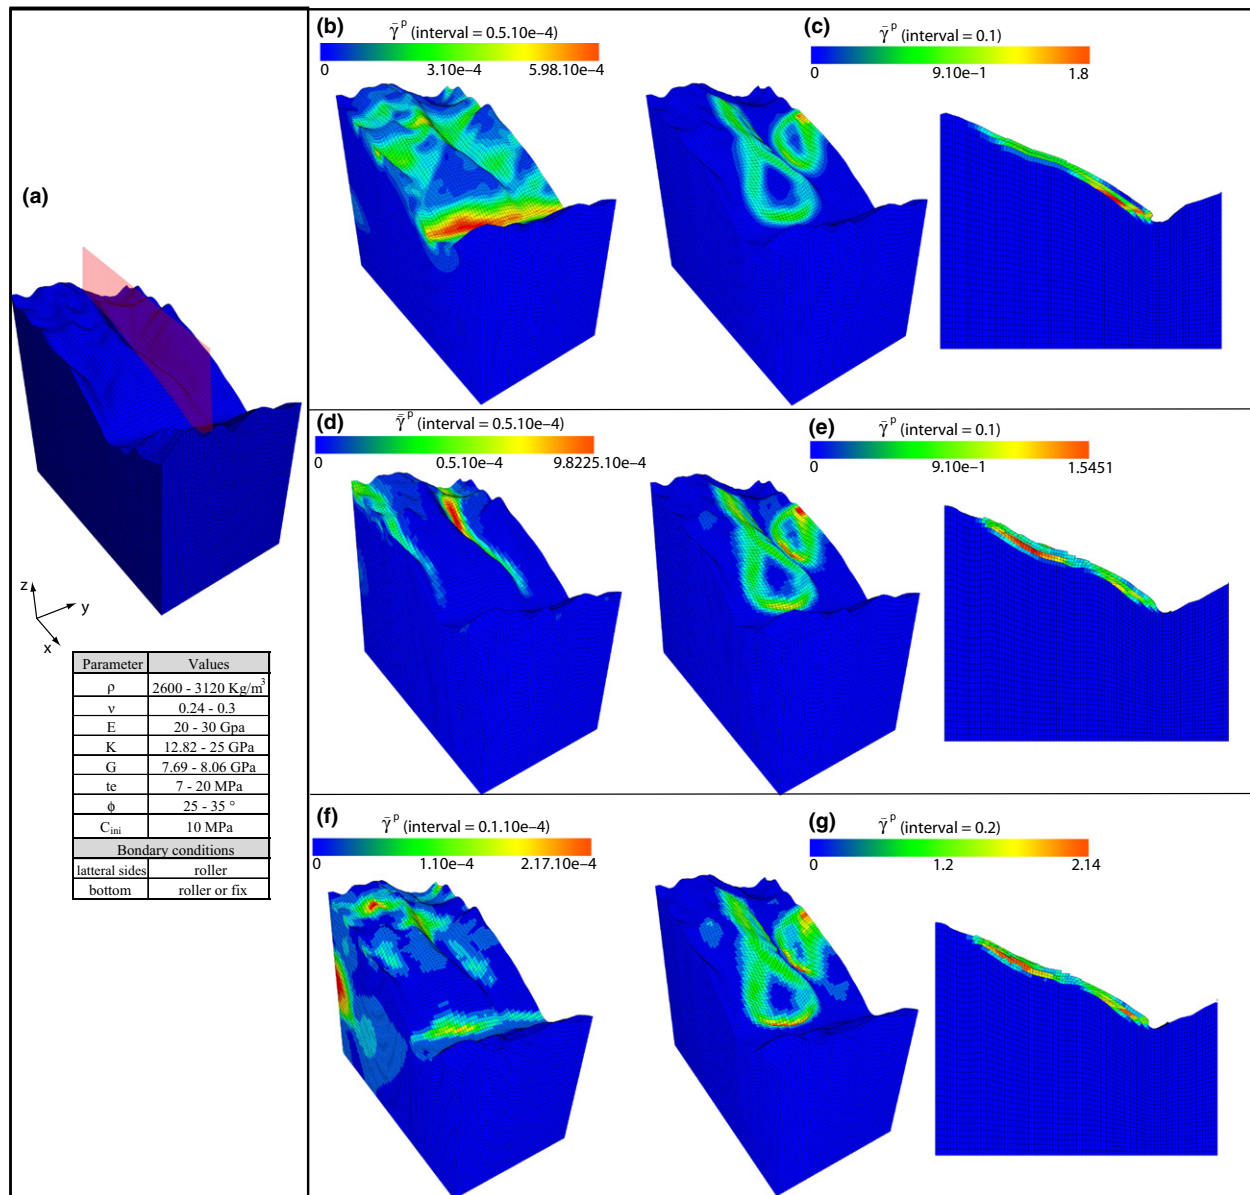 (a)
z
y
x
Parameter Values
ρ 2600 - 3120 Kg/m³
ν 0.24 - 0.3
E 20 - 30 Gpa
K 12.82 - 25 GPa
G 7.69 - 8.06 GPa
te 7 - 20 MPa
ϕ 25 - 35 °
C_ini 10 MPa
Bondary conditions
latteral sides roller
bottom roller or fix
(b)
γ̄ᵖ (interval = 0.5.10e−4)
0 3.10e−4 5.98.10e−4
(c)
γ̄ᵖ (interval = 0.1)
0 9.10e−1 1.8
(d)
γ̄ᵖ (interval = 0.5.10e−4)
0 0.5.10e−4 9.8225.10e−4
(e)
γ̄ᵖ (interval = 0.1)
0 9.10e−1 1.5451
(f)
γ̄ᵖ (interval = 0.1.10e−4)
0 1.10e−4 2.17.10e−4
(g)
γ̄ᵖ (interval = 0.2)
0 1.2 2.14